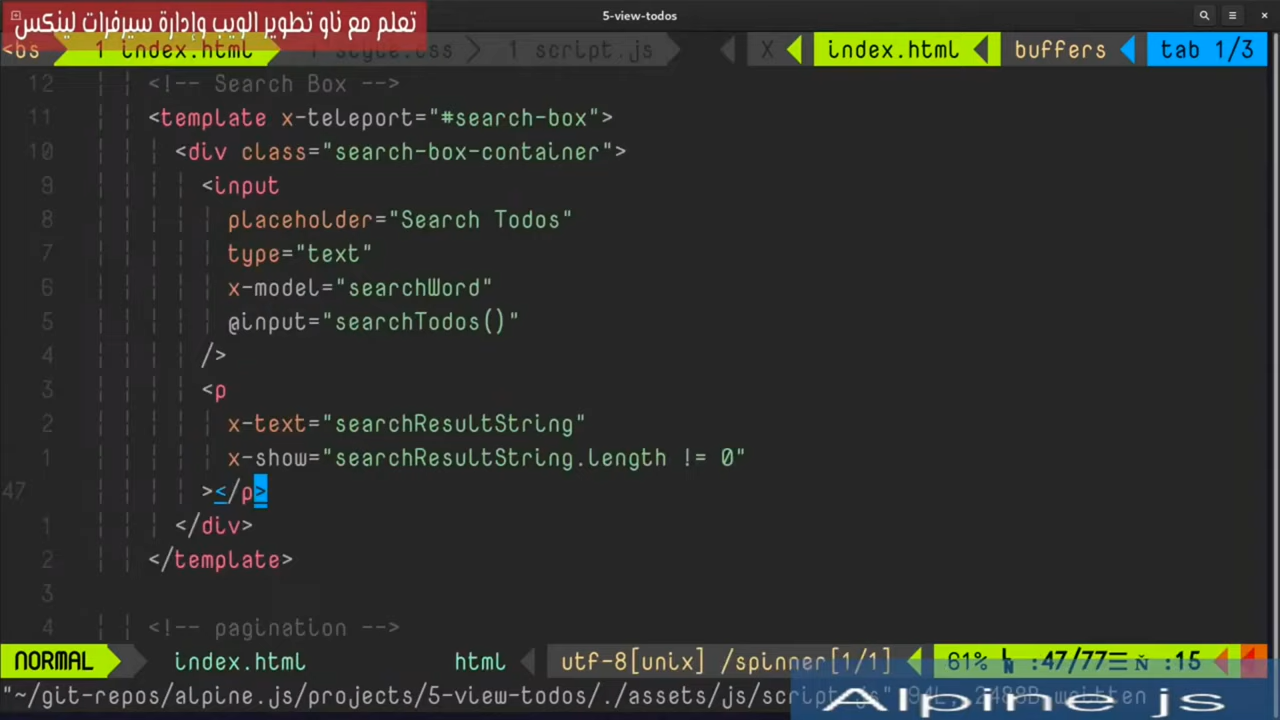 5-view-todos
تعلم مع ناو تطوير الويب وإدارة سيرفرات لينكس
<bs 1 index.html 1 style.css 1 script.js X index.html buffers tab 1/3
12 <!-- Search Box -->
11 <template x-teleport="#search-box">
10 <div class="search-box-container">
9 <input
8 placeholder="Search Todos"
7 type="text"
6 x-model="searchWord"
5 @input="searchTodos()"
4 />
3 <p
2 x-text="searchResultString"
1 x-show="searchResultString.length != 0"
47 ></p>
1 </div>
2 </template>
3
4 <!-- pagination -->
NORMAL index.html html utf-8[unix] /spinner[1/1] 61% :47/77 :15
"~/git-repos/alpine.js/projects/5-view-todos/./assets/js/script.js" 94L, 2488B written
Alpine js